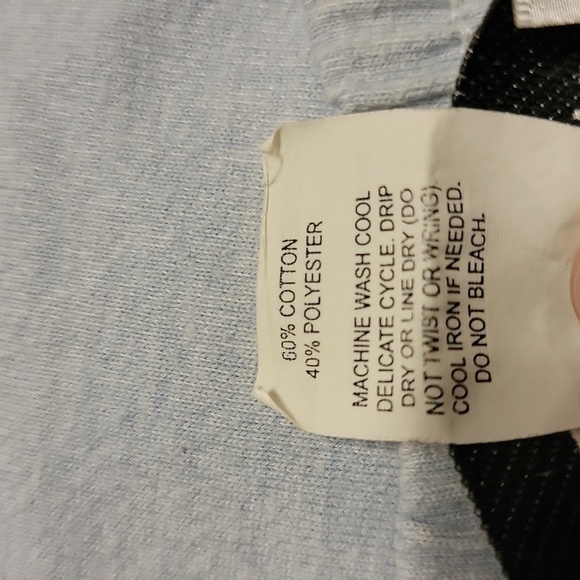 60% COTTON
40% POLYESTER
MACHINE WASH COOL
DELICATE CYCLE. DRIP
DRY OR LINE DRY (DO
NOT TWIST OR WRING).
COOL IRON IF NEEDED.
DO NOT BLEACH.